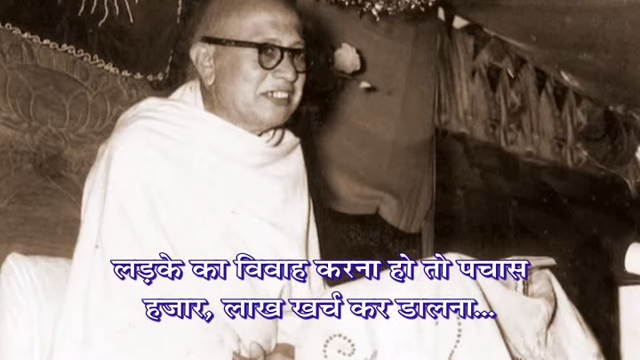 लड़के का विवाह करना हो तो पचास
हजार, लाख खर्च कर डालना...